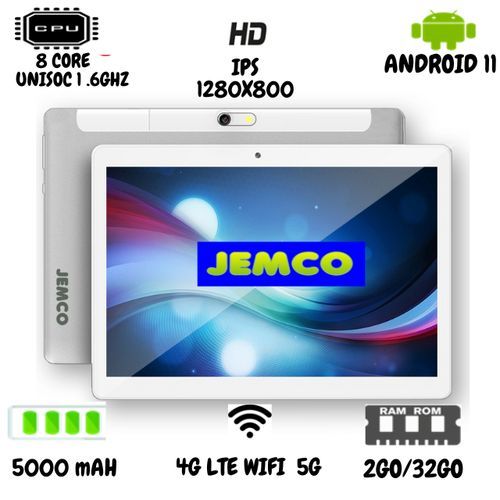 CPU
8 CORE
UNISOC 1.6GHZ
HD
IPS
1280X800
ANDROID 11
JEMCO
JEMCO
5000 mAH
4G LTE WIFI 5G
RAM ROM
2GO/32GO